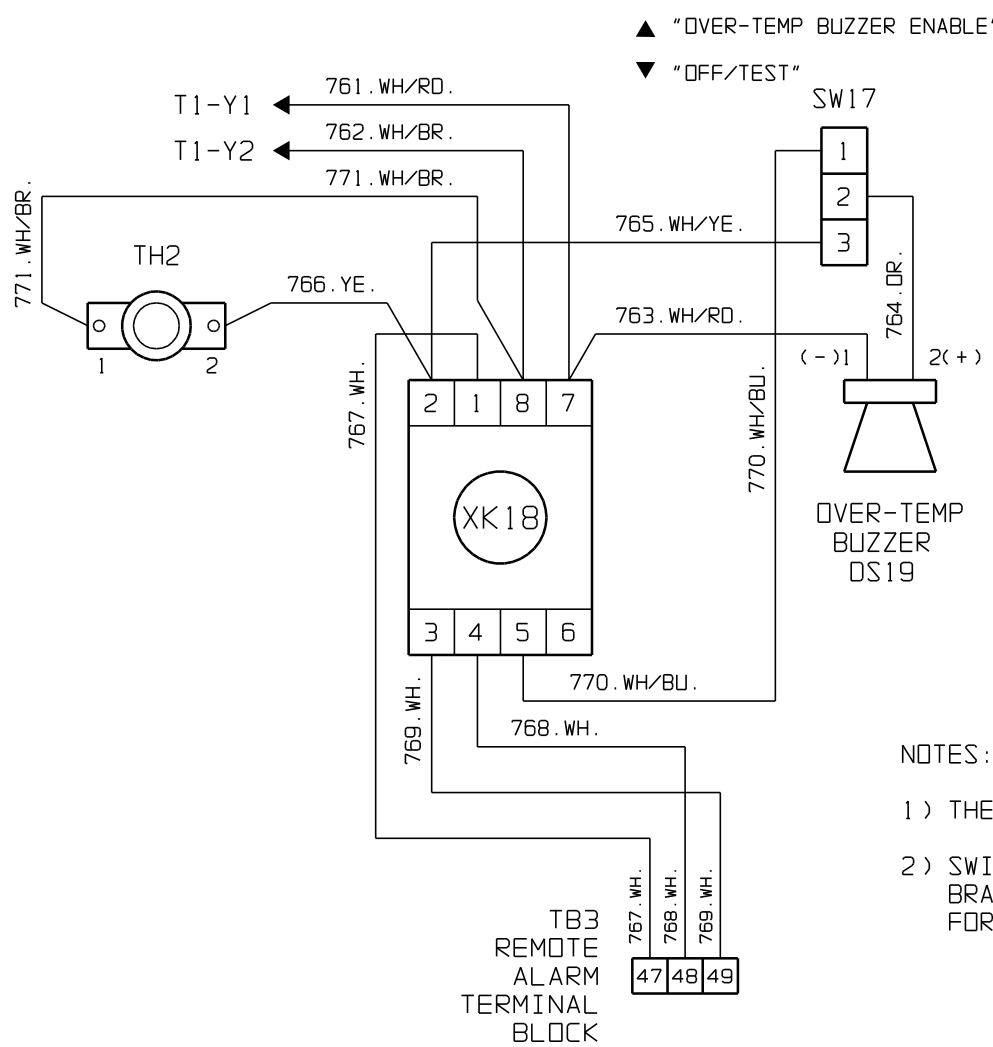 ▲ "OVER-TEMP BUZZER ENABLE"
▼ "OFF/TEST"
SW17
1
2
3
T1-Y1
761.WH/RD.
T1-Y2
762.WH/BR.
771.WH/BR.
771.WH/BR.
TH2
1
2
766.YE.
765.WH/YE.
763.WH/RD.
764.OR.
(-)1
2(+)
767.WH.
770.WH/BU.
2 1 8 7
XK18
3 4 5 6
OVER-TEMP
BUZZER
DS19
770.WH/BU.
769.WH.
768.WH.
NOTES:
1) THE
2) SWI
BRA
FOR
767.WH.
768.WH.
769.WH.
47 48 49
TB3
REMOTE
ALARM
TERMINAL
BLOCK